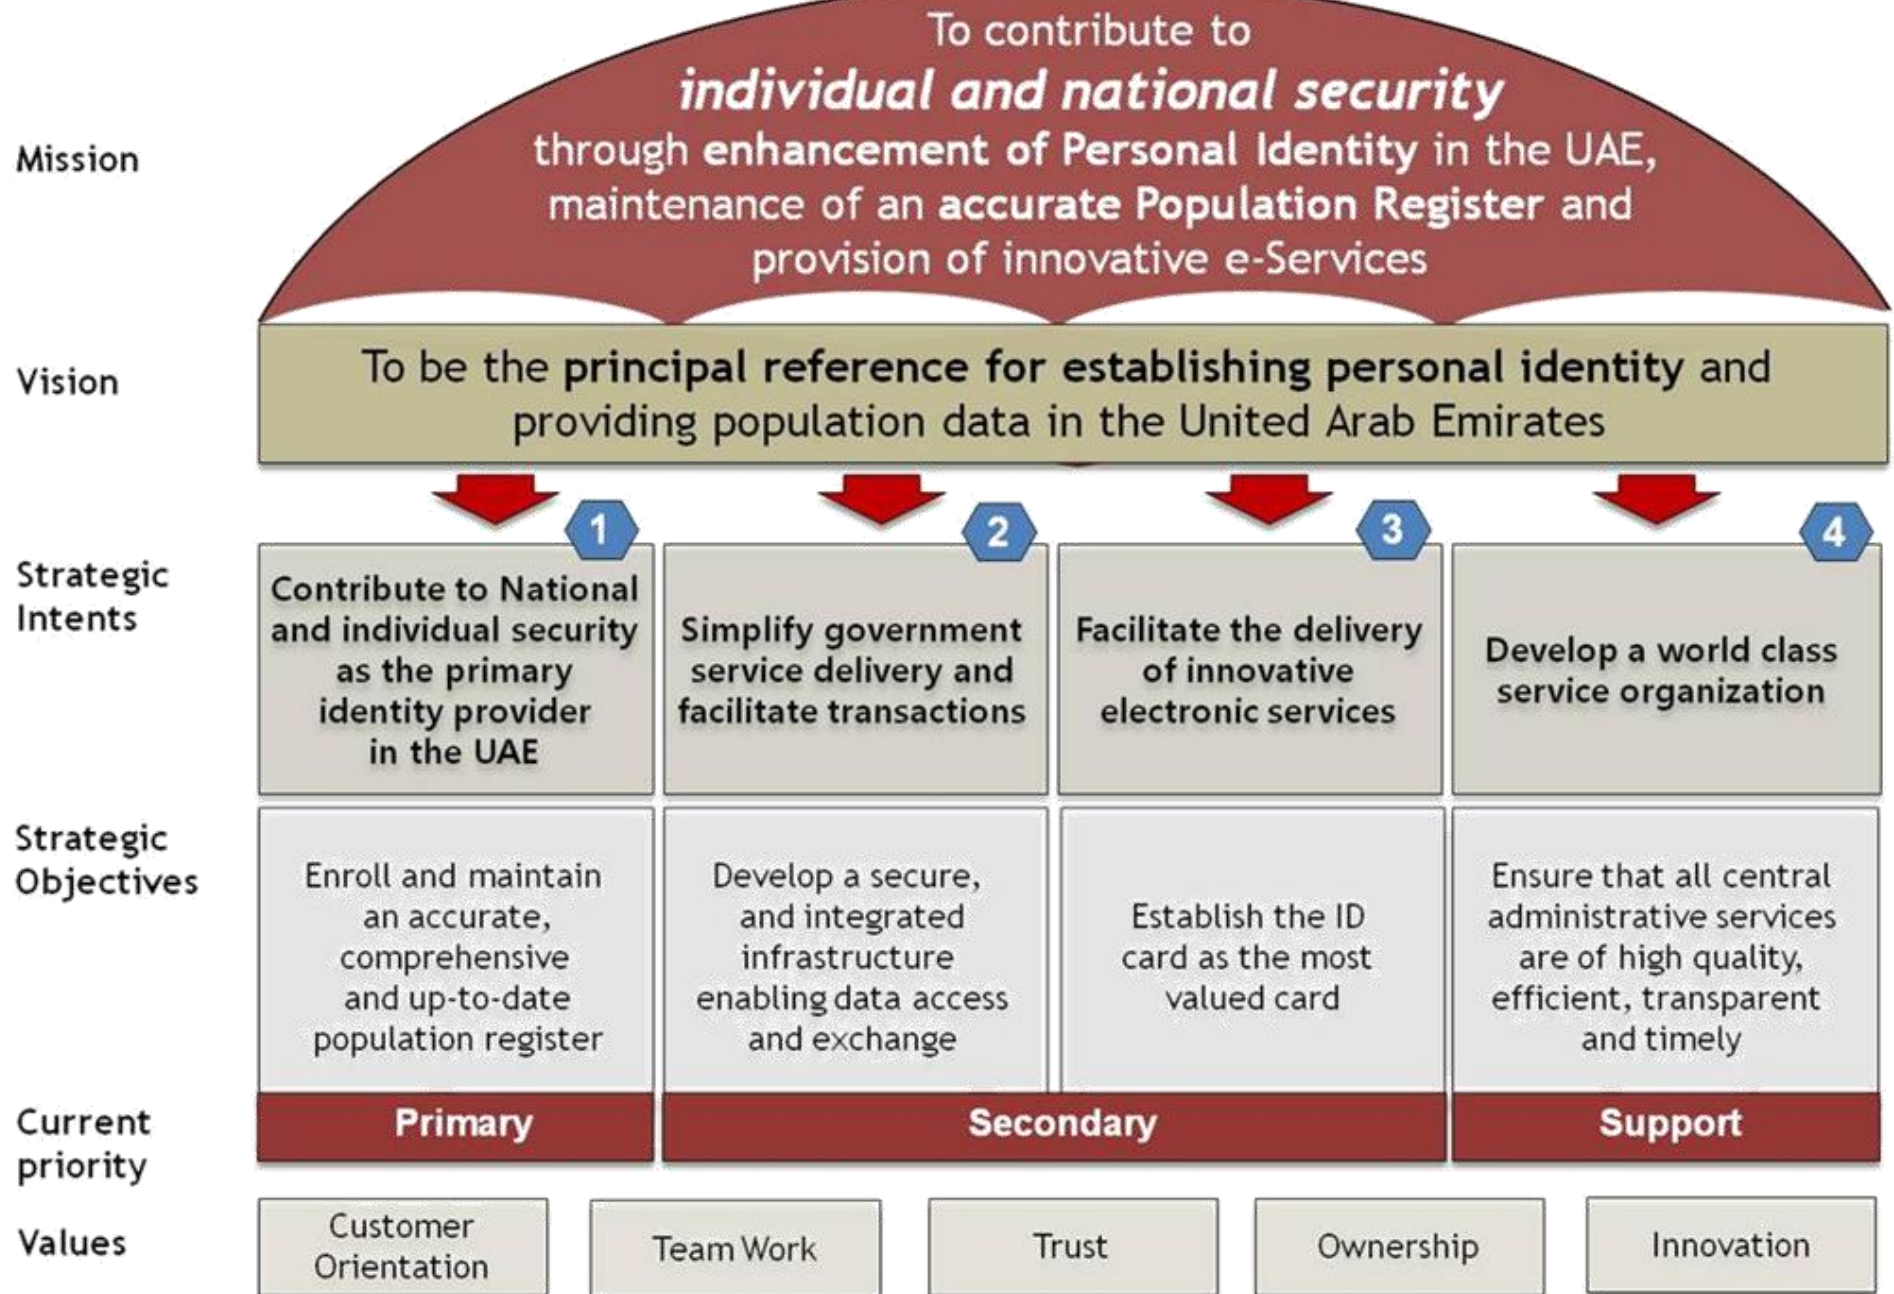 To contribute to
individual and national security
through enhancement of Personal Identity in the UAE,
maintenance of an accurate Population Register and
provision of innovative e-Services
Mission
Vision
To be the principal reference for establishing personal identity and
providing population data in the United Arab Emirates
1
2
3
4
Strategic
Intents
Contribute to National
and individual security
as the primary
identity provider
in the UAE
Simplify government
service delivery and
facilitate transactions
Facilitate the delivery
of innovative
electronic services
Develop a world class
service organization
Strategic
Objectives
Enroll and maintain
an accurate,
comprehensive
and up-to-date
population register
Develop a secure,
and integrated
infrastructure
enabling data access
and exchange
Establish the ID
card as the most
valued card
Ensure that all central
administrative services
are of high quality,
efficient, transparent
and timely
Current
priority
Primary
Secondary
Support
Values
Customer
Orientation
Team Work
Trust
Ownership
Innovation